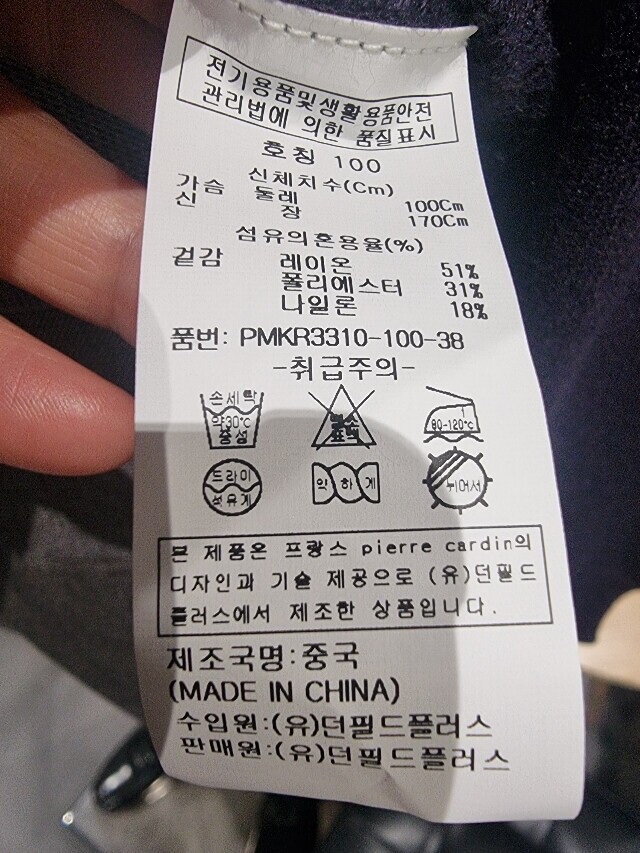 전기용품및생활용품안전
관리법에 의한 품질표시
호칭 100
신체치수(Cm)
가슴둘레 100Cm
신장 170Cm
섬유의혼용율(%)
겉감 레이온 51%
폴리에스터 31%
나일론 18%
품번: PMKR3310-100-38
-취급주의-
손세탁 약30℃ 중성
염소 표백
80-120℃
드라이 석유계
약하게
뉘어서
본 제품은 프랑스 pierre cardin의
디자인과 기술 제공으로 (유)던필드
플러스에서 제조한 상품입니다.
제조국명:중국
(MADE IN CHINA)
수입원:(유)던필드플러스
판매원:(유)던필드플러스